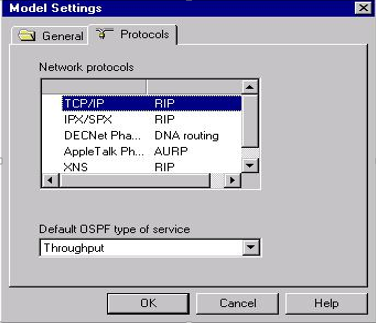 Model Settings
General Protocols
Network protocols
TCP/IP RIP
IPX/SPX RIP
DECNet Pha... DNA routing
AppleTalk Ph... AURP
XNS RIP
Default OSPF type of service
Throughput
OK Cancel Help